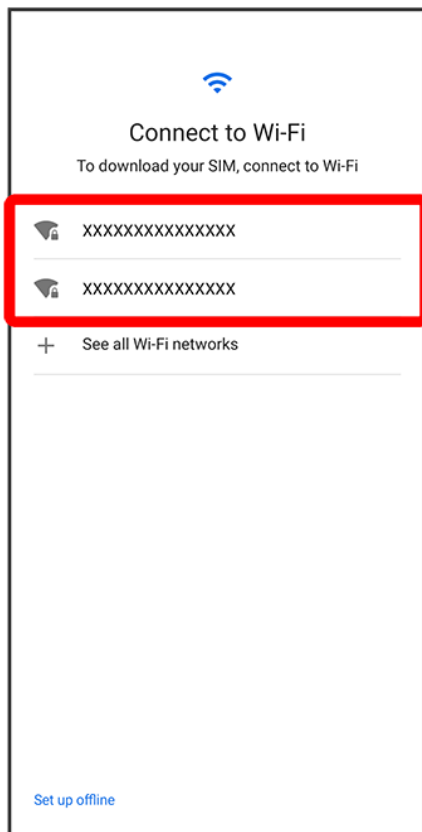 Connect to Wi-Fi
To download your SIM, connect to Wi-Fi
XXXXXXXXXXXXXXX
XXXXXXXXXXXXXXX
See all Wi-Fi networks
Set up offline